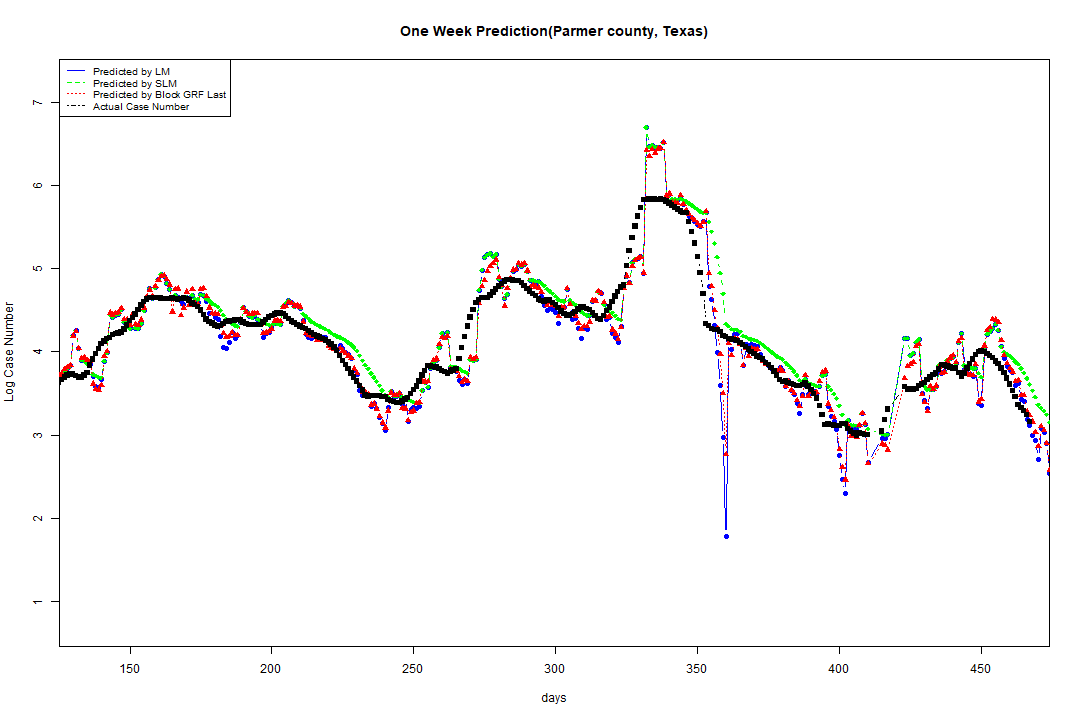 One Week Prediction(Parmer county, Texas)
Predicted by LM
Predicted by SLM
Predicted by Block GRF Last
Actual Case Number
Log Case Number
7
6
5
4
3
2
1
150 200 250 300 350 400 450
days